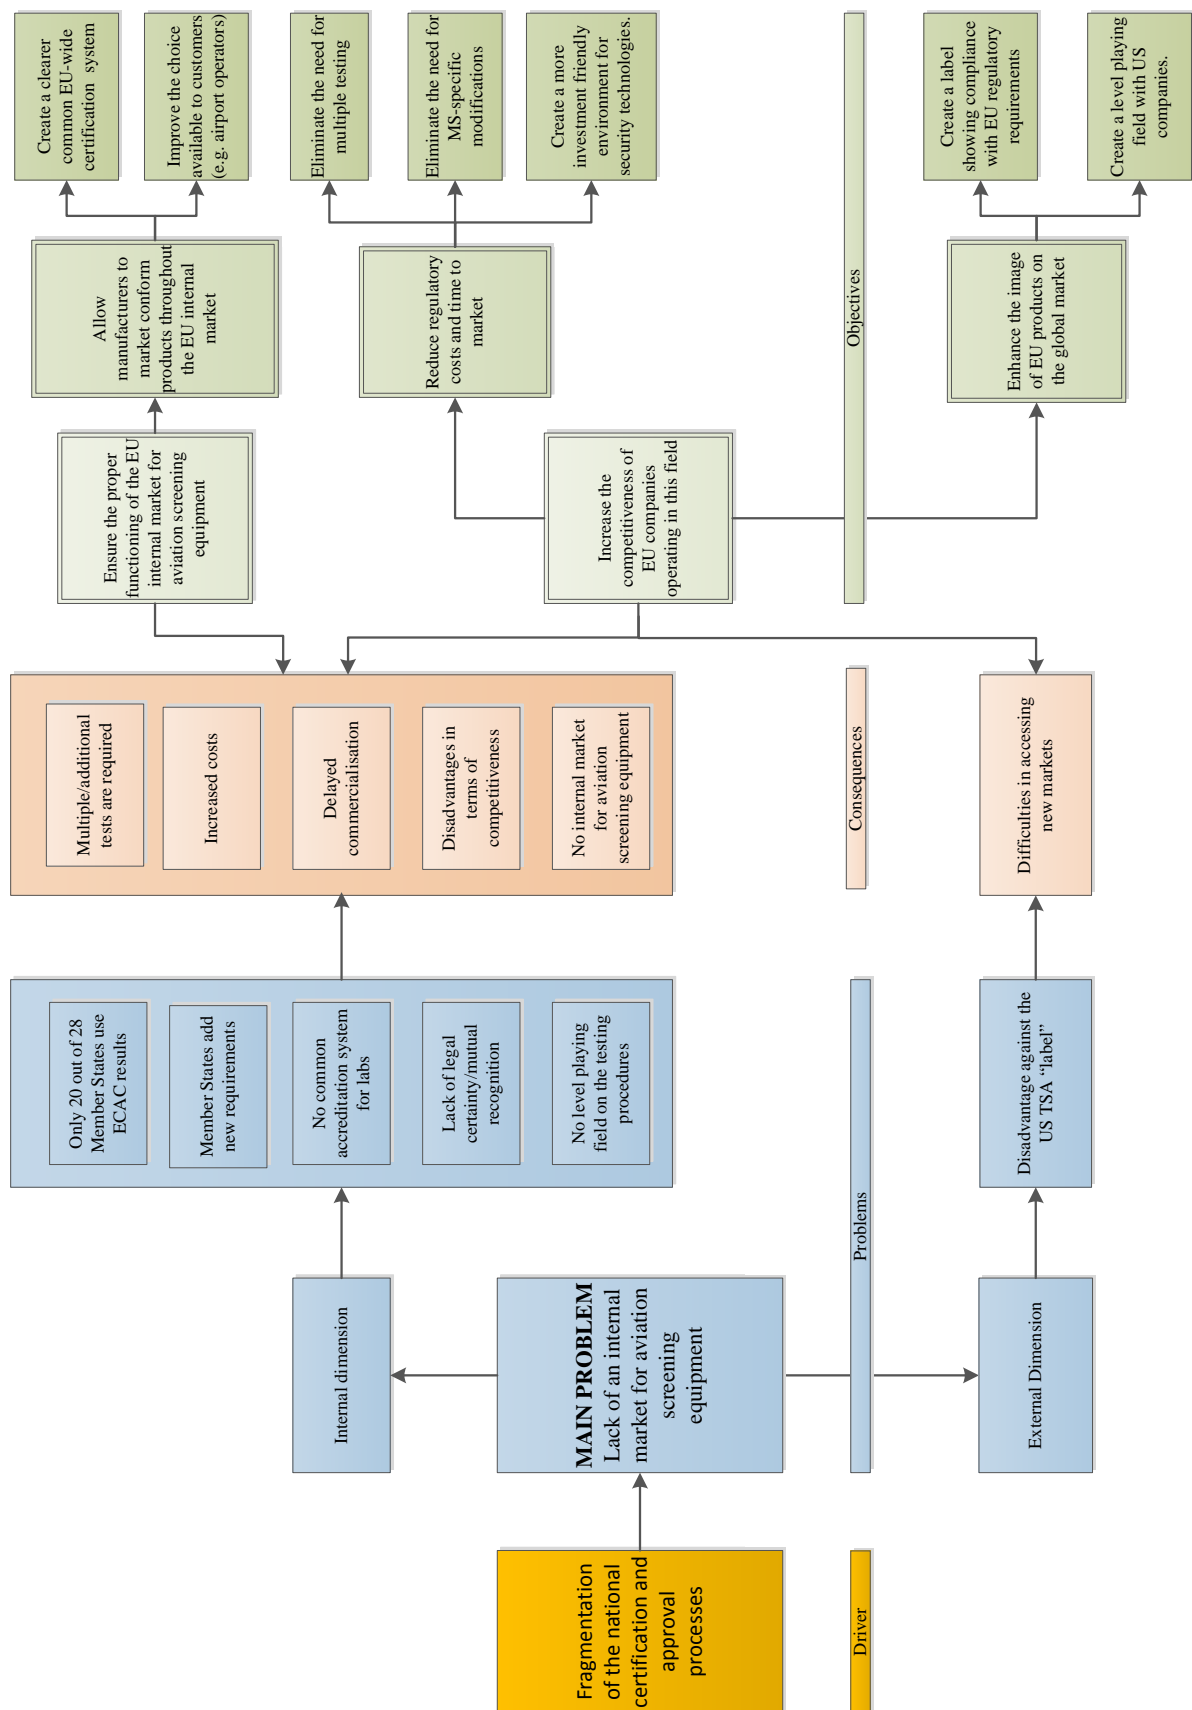 Fragmentation
of the national
certification and
approval
processes
Driver
MAIN PROBLEM
Lack of an internal
market for aviation
screening
equipment
Internal dimension
External Dimension
Problems
Only 20 out of 28
Member States use
ECAC results
Member States add
new requirements
No common
accreditation system
for labs
Lack of legal
certainty/mutual
recognition
No level playing
field on the testing
procedures
Disadvantage against the
US TSA “label”
Multiple/additional
tests are required
Increased costs
Delayed
commercialisation
Disadvantages in
terms of
competitiveness
No internal market
for aviation
screening equipment
Consequences
Difficulties in accessing
new markets
Ensure the proper
functioning of the EU
internal market for
aviation screening
equipment
Increase the
competitiveness of
EU companies
operating in this field
Objectives
Allow
manufacturers to
market conform
products throughout
the EU internal
market
Reduce regulatory
costs and time to
market
Enhance the image
of EU products on
the global market
Create a clearer
common EU-wide
certification system
Improve the choice
available to customers
(e.g. airport operators)
Eliminate the need for
multiple testing
Eliminate the need for
MS-specific
modifications
Create a more
investment friendly
environment for
security technologies.
Create a label
showing compliance
with EU regulatory
requirements
Create a level playing
field with US
companies.